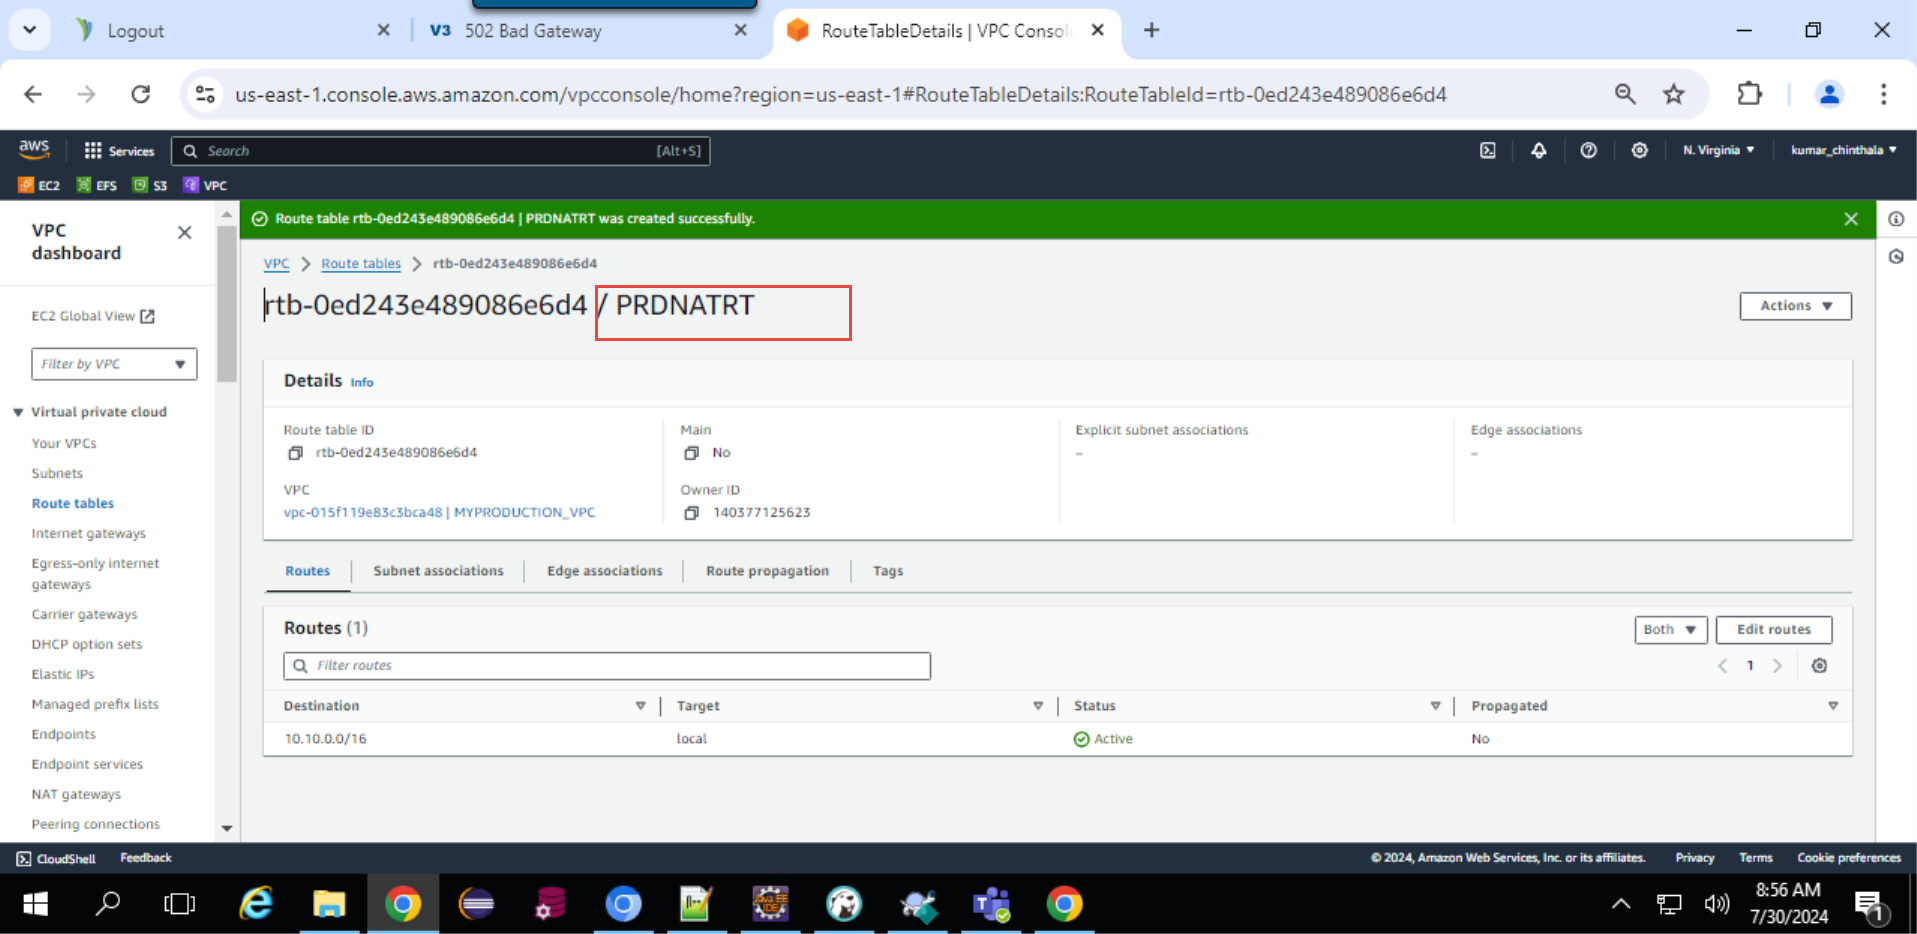 Logout
V3 502 Bad Gateway
RouteTableDetails | VPC Consol
us-east-1.console.aws.amazon.com/vpcconsole/home?region=us-east-1#RouteTableDetails:RouteTableId=rtb-0ed243e489086e6d4
aws Services Search [Alt+S] N. Virginia kumar_chinthala
EC2 EFS S3 VPC
VPC dashboard
EC2 Global View
Filter by VPC
Virtual private cloud
Your VPCs
Subnets
Route tables
Internet gateways
Egress-only internet
gateways
Carrier gateways
DHCP option sets
Elastic IPs
Managed prefix lists
Endpoints
Endpoint services
NAT gateways
Peering connections
Route table rtb-0ed243e489086e6d4 | PRDNATRT was created successfully.
VPC > Route tables > rtb-0ed243e489086e6d4
rtb-0ed243e489086e6d4 / PRDNATRT
Actions
Details Info
Route table ID
rtb-0ed243e489086e6d4
Main
No
Explicit subnet associations
–
Edge associations
–
VPC
vpc-015f119e83c3bca48 | MYPRODUCTION_VPC
Owner ID
140377125623
Routes Subnet associations Edge associations Route propagation Tags
Routes (1)
Both Edit routes
Filter routes
1
Destination Target Status Propagated
10.10.0.0/16 local Active No
CloudShell Feedback © 2024, Amazon Web Services, Inc. or its affiliates. Privacy Terms Cookie preferences
8:56 AM
7/30/2024
1